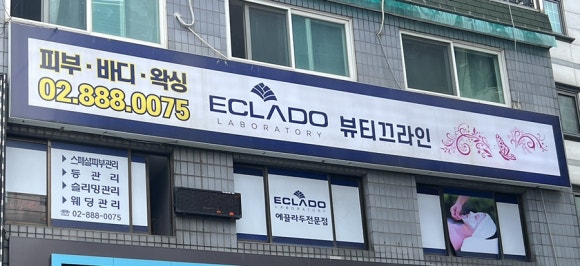 피부·바디·왁싱
02.888.0075
ECLADO
LABORATORY
뷰티끄라인
▸스페셜피부관리
▸등 관 리
▸슬리밍관리
▸웨 딩 관 리
☏ 02-888-0075
ECLADO
LABORATORY
에끌라두전문점